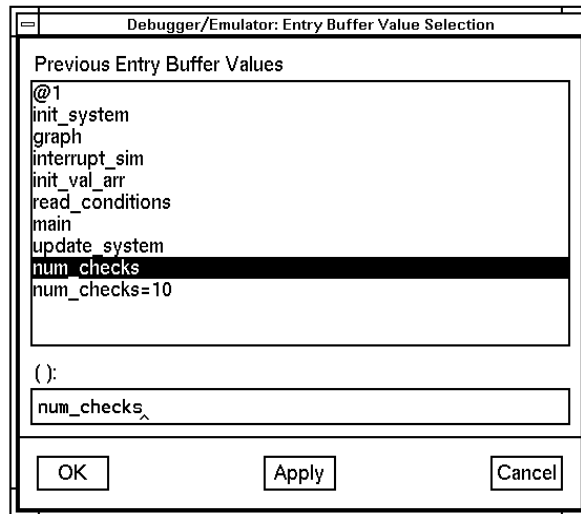 Debugger/Emulator: Entry Buffer Value Selection
Previous Entry Buffer Values
@1
init_system
graph
interrupt_sim
init_val_arr
read_conditions
main
update_system
num_checks
num_checks=10
( ):
num_checks
OK Apply Cancel